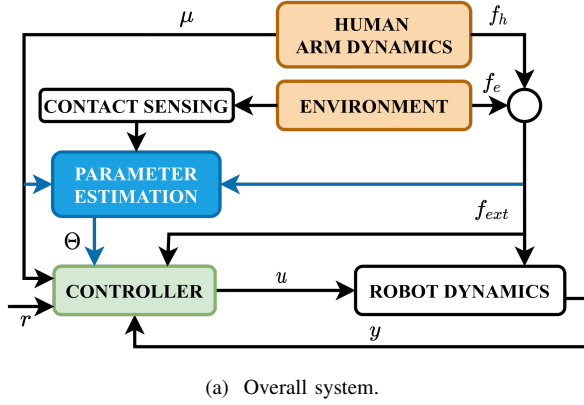 μ
HUMAN
ARM DYNAMICS
f_h
CONTACT SENSING
ENVIRONMENT
f_e
PARAMETER
ESTIMATION
f_ext
Θ
CONTROLLER
u
ROBOT DYNAMICS
r
y
(a) Overall system.